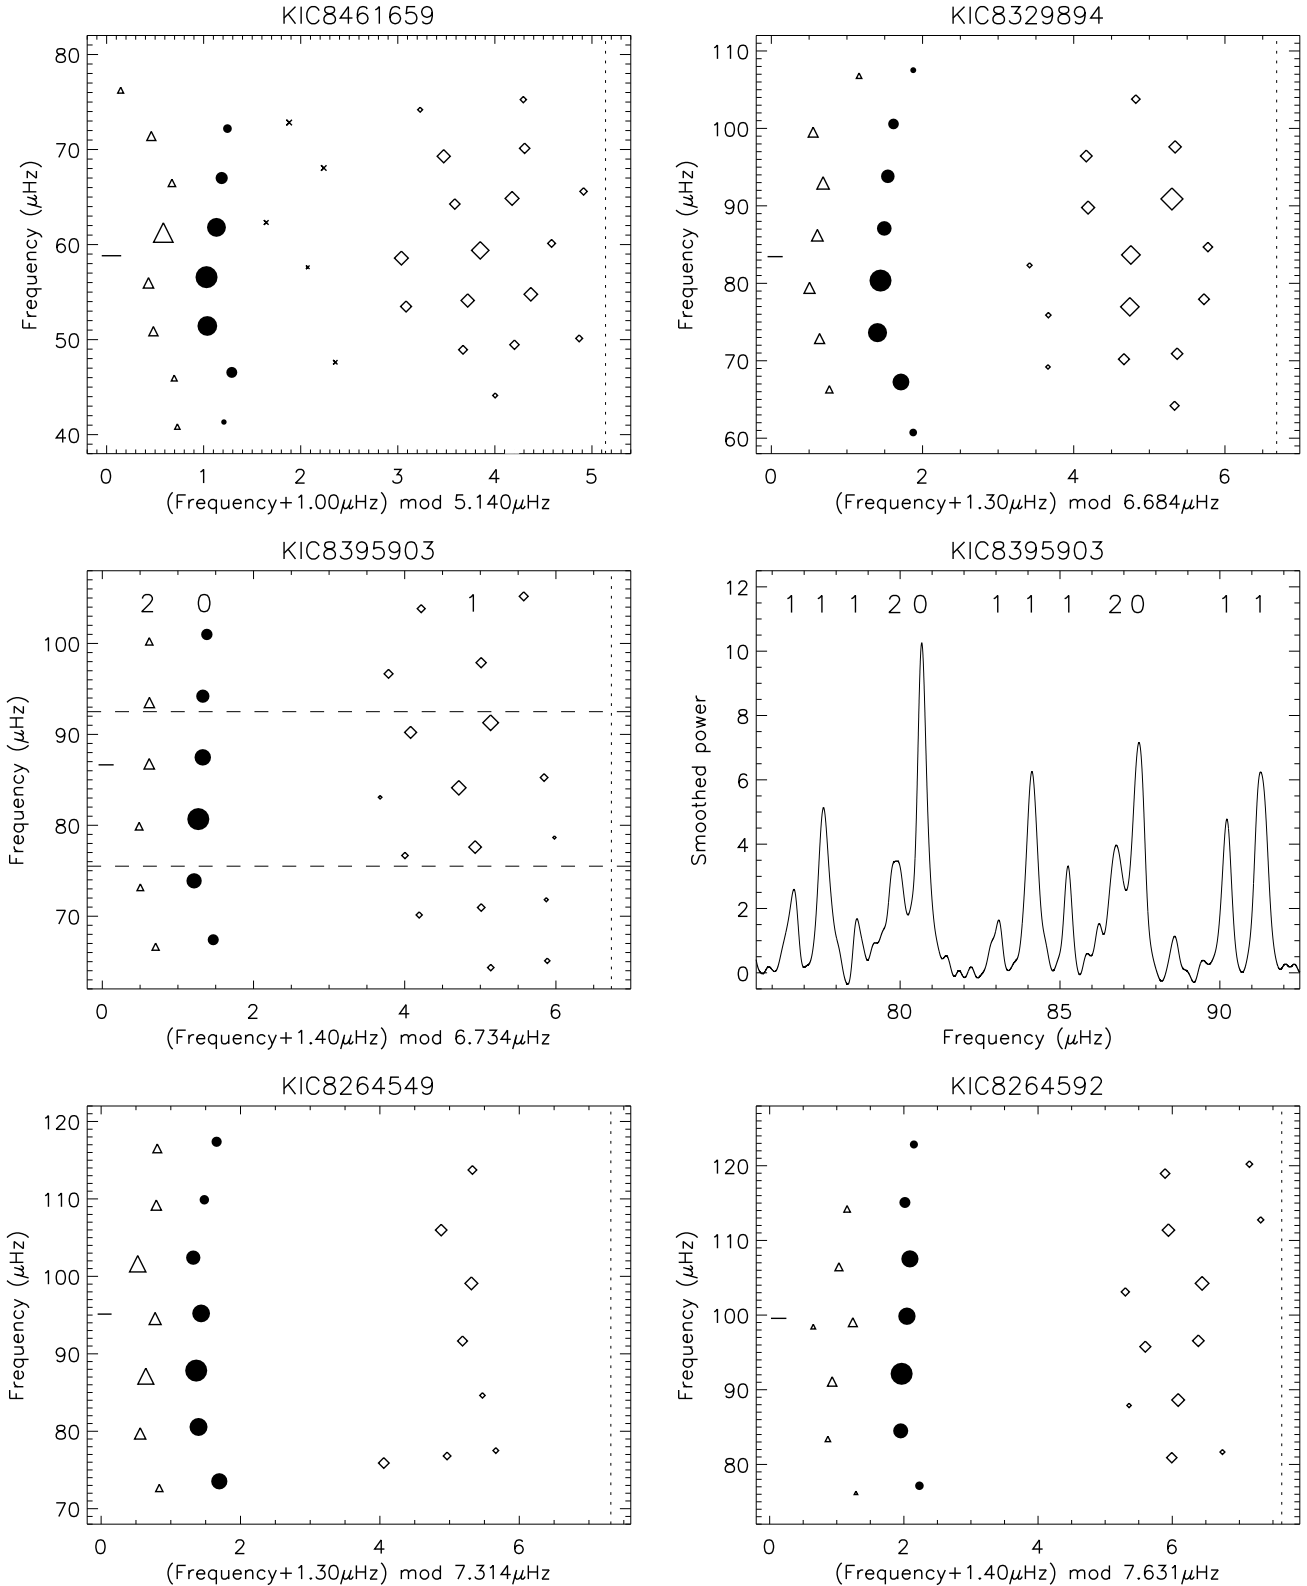 KIC8461659
80
70
60
50
40
Frequency (μHz)
0 1 2 3 4 5
(Frequency+1.00μHz) mod 5.140μHz
KIC8329894
110
100
90
80
70
60
Frequency (μHz)
0 2 4 6
(Frequency+1.30μHz) mod 6.684μHz
KIC8395903
2 0 1
100
90
80
70
Frequency (μHz)
0 2 4 6
(Frequency+1.40μHz) mod 6.734μHz
KIC8395903
1 1 1 2 0 1 1 1 2 0 1 1
12
10
8
6
4
2
0
Smoothed power
80 85 90
Frequency (μHz)
KIC8264549
120
110
100
90
80
70
Frequency (μHz)
0 2 4 6
(Frequency+1.30μHz) mod 7.314μHz
KIC8264592
120
110
100
90
80
Frequency (μHz)
0 2 4 6
(Frequency+1.40μHz) mod 7.631μHz